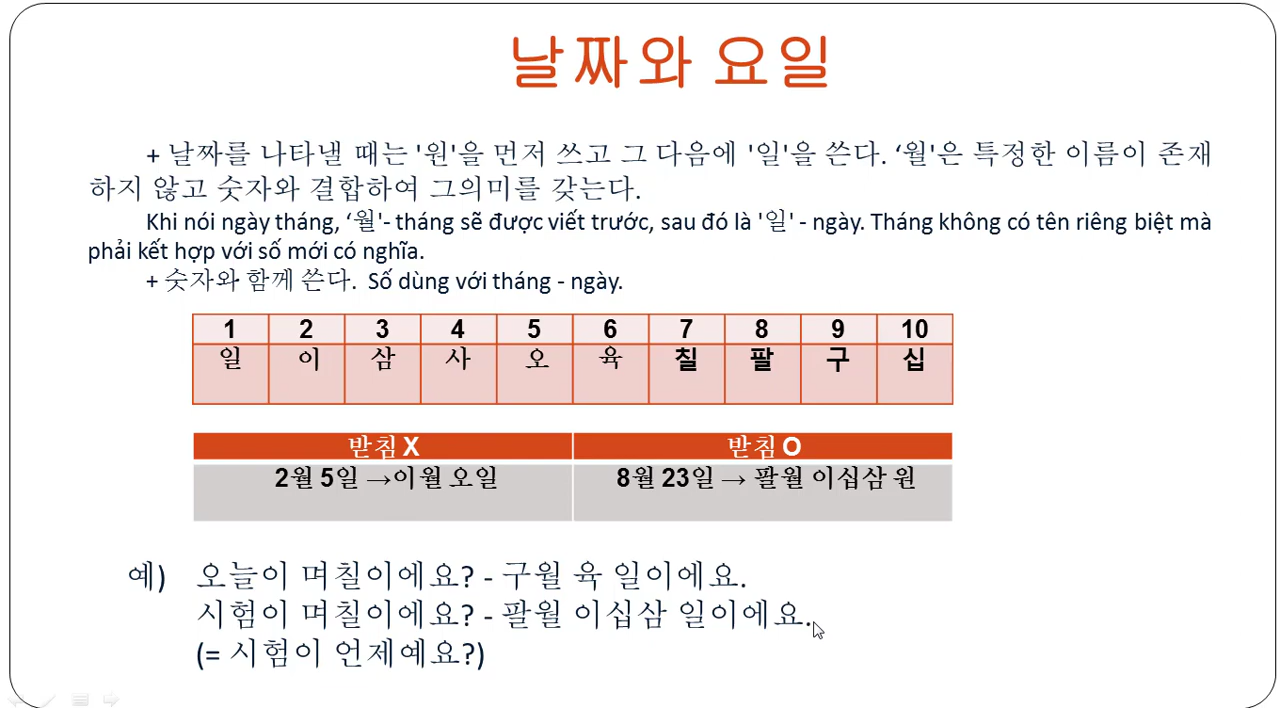 날짜와 요일
+ 날짜를 나타낼 때는 '원'을 먼저 쓰고 그 다음에 '일'을 쓴다. ‘월'은 특정한 이름이 존재
하지 않고 숫자와 결합하여 그의미를 갖는다.
Khi nói ngày tháng, ‘월'- tháng sẽ được viết trước, sau đó là '일' - ngày. Tháng không có tên riêng biệt mà
phải kết hợp với số mới có nghĩa.
+ 숫자와 함께 쓴다. Số dùng với tháng - ngày.
1 2 3 4 5 6 7 8 9 10
일 이 삼 사 오 육 칠 팔 구 십
받침 X 받침 O
2월 5일 →이월 오일 8월 23일 → 팔월 이십삼 원
예) 오늘이 며칠이에요? - 구월 육 일이에요.
시험이 며칠이에요? - 팔월 이십삼 일이에요.
(= 시험이 언제예요?)